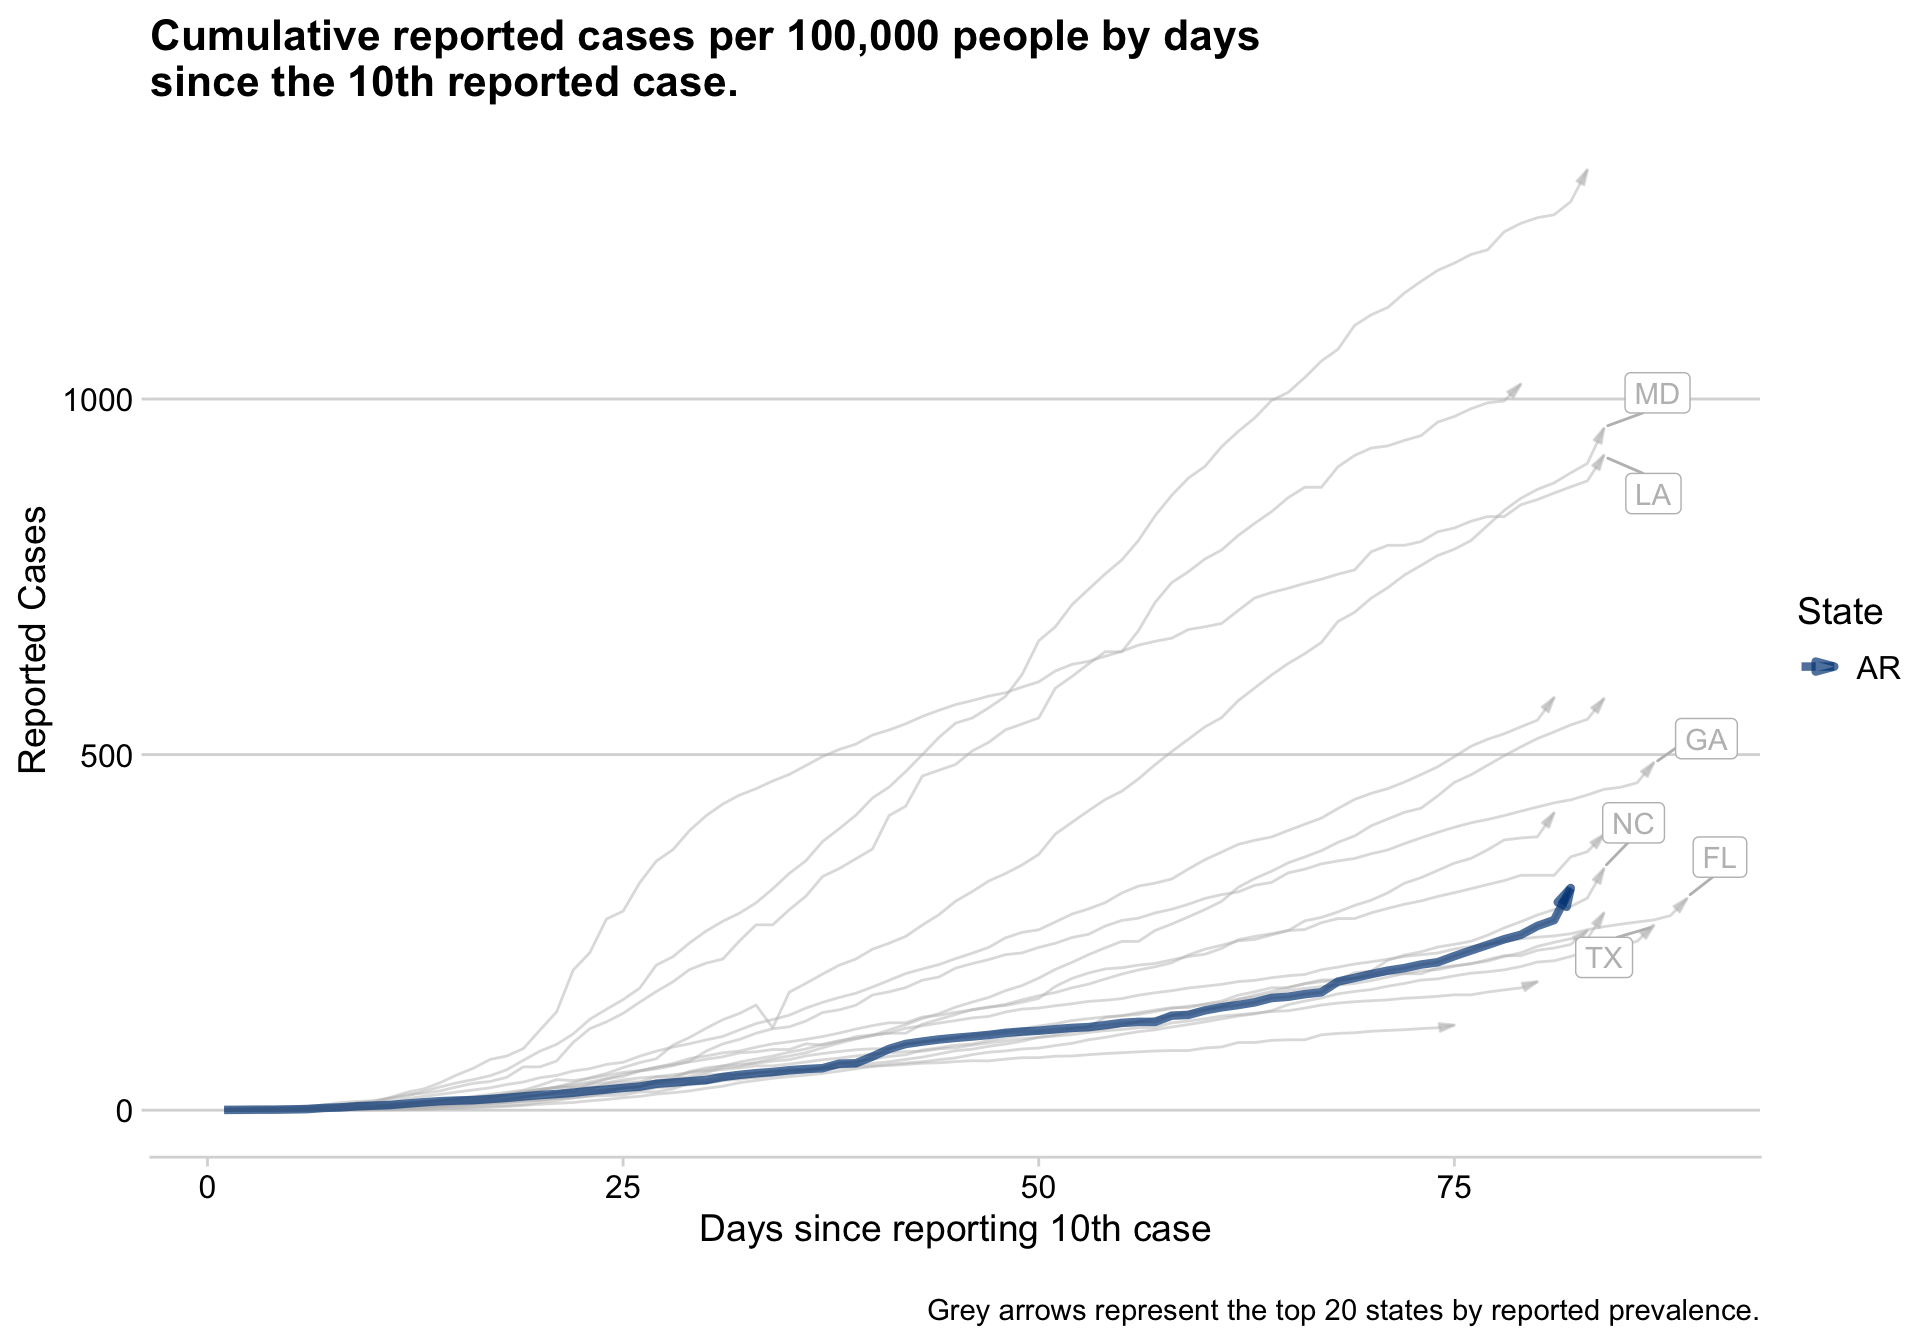 Cumulative reported cases per 100,000 people by days
since the 10th reported case.
Reported Cases
1000
500
0
MD
LA
GA
NC
FL
TX
State
AR
0 25 50 75
Days since reporting 10th case
Grey arrows represent the top 20 states by reported prevalence.